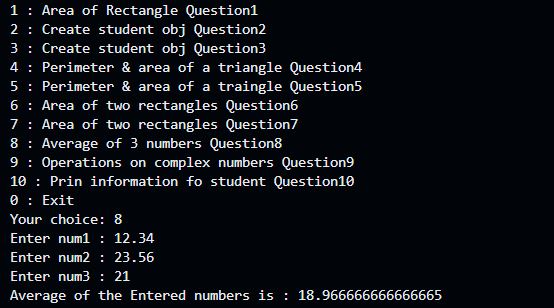 1 : Area of Rectangle Question1
2 : Create student obj Question2
3 : Create student obj Question3
4 : Perimeter & area of a triangle Question4
5 : Perimeter & area of a traingle Question5
6 : Area of two rectangles Question6
7 : Area of two rectangles Question7
8 : Average of 3 numbers Question8
9 : Operations on complex numbers Question9
10 : Prin information fo student Question10
0 : Exit
Your choice: 8
Enter num1 : 12.34
Enter num2 : 23.56
Enter num3 : 21
Average of the Entered numbers is : 18.966666666666665